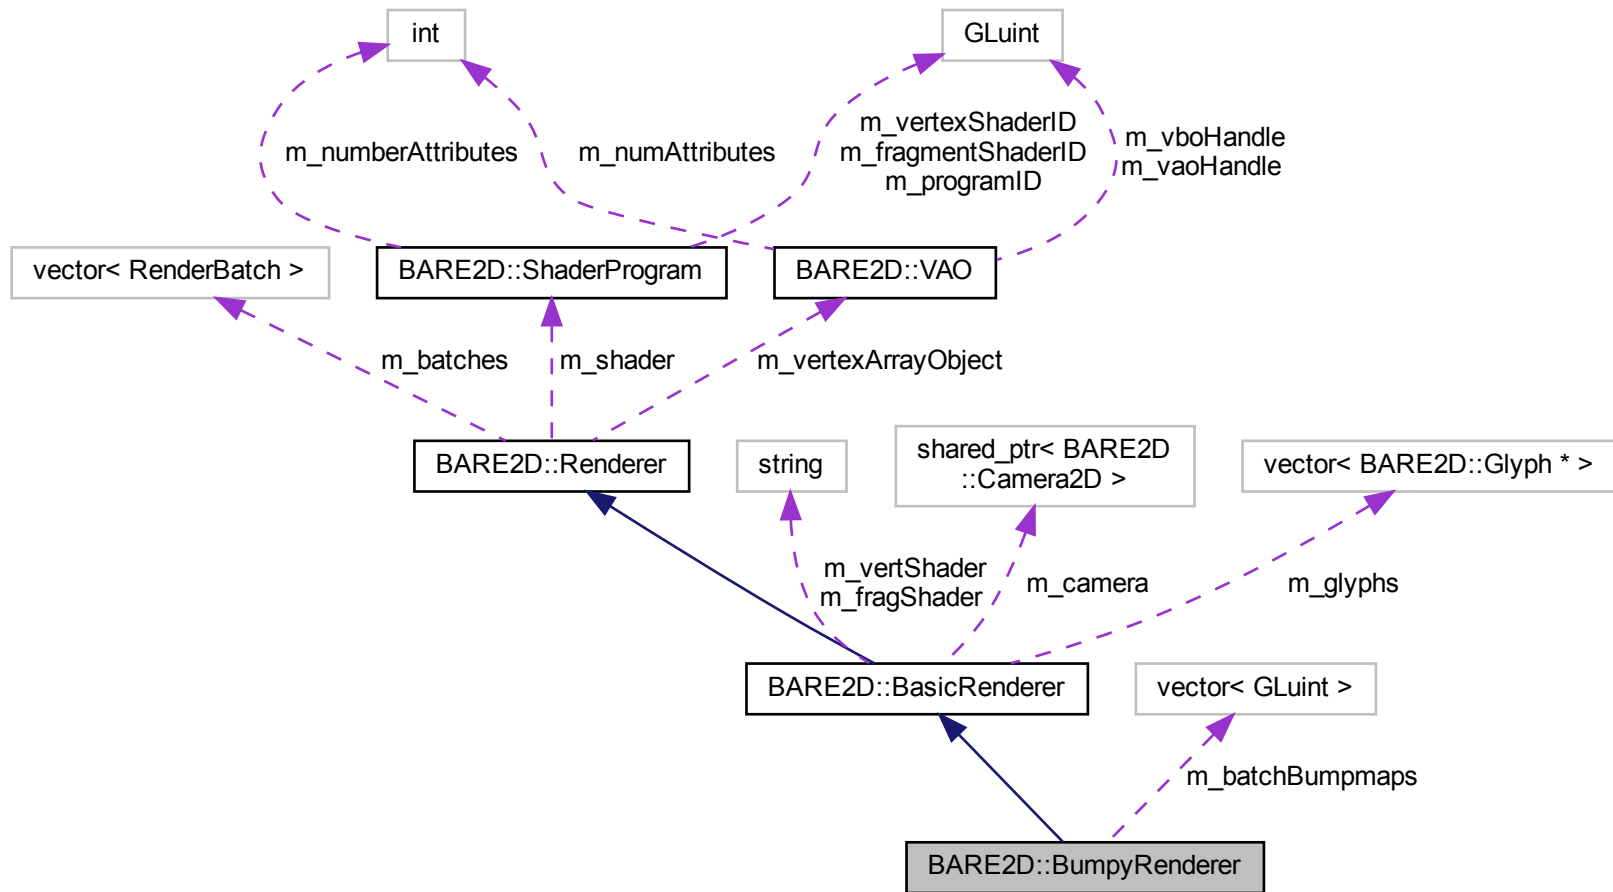 int
GLuint
m_numberAttributes
m_numAttributes
m_vertexShaderID
m_fragmentShaderID
m_programID
m_vboHandle
m_vaoHandle
vector< RenderBatch >
BARE2D::ShaderProgram
BARE2D::VAO
m_batches
m_shader
m_vertexArrayObject
BARE2D::Renderer
string
shared_ptr< BARE2D
::Camera2D >
vector< BARE2D::Glyph * >
m_vertShader
m_fragShader
m_camera
m_glyphs
BARE2D::BasicRenderer
vector< GLuint >
m_batchBumpmaps
BARE2D::BumpyRenderer